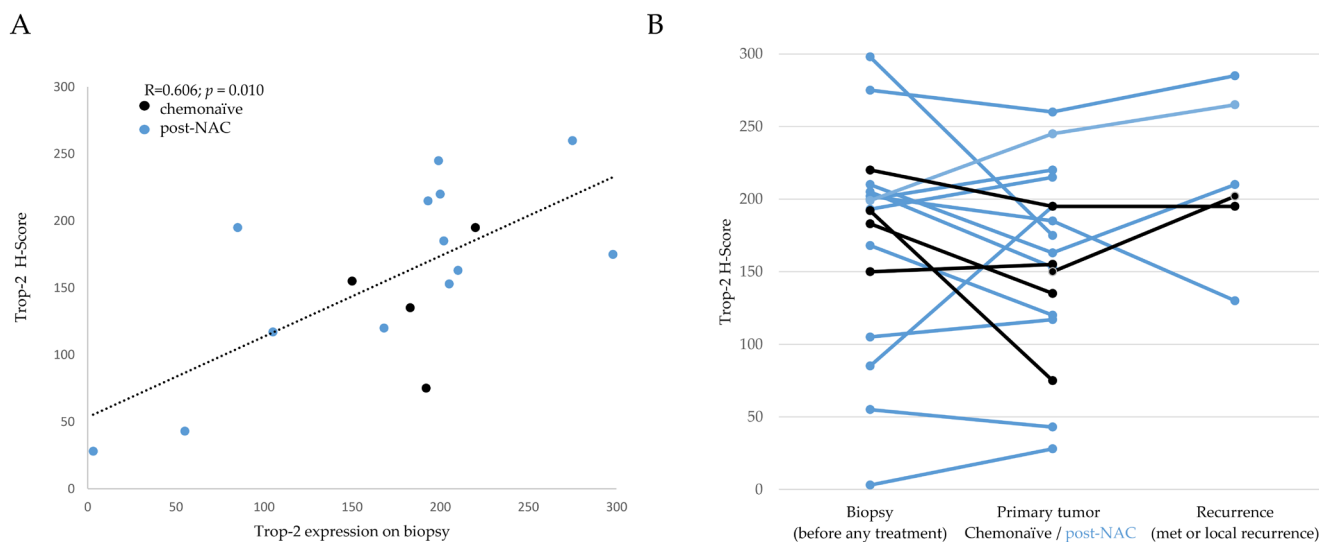 A
R=0.606; p = 0.010
chemonaïve
post-NAC
300
250
200
150
100
50
0
Trop-2 H-Score
0 50 100 150 200 250 300
Trop-2 expression on biopsy
B
300
250
200
150
100
50
0
Trop-2 H-Score
Biopsy
(before any treatment)
Primary tumor
Chemonaïve / post-NAC
Recurrence
(met or local recurrence)